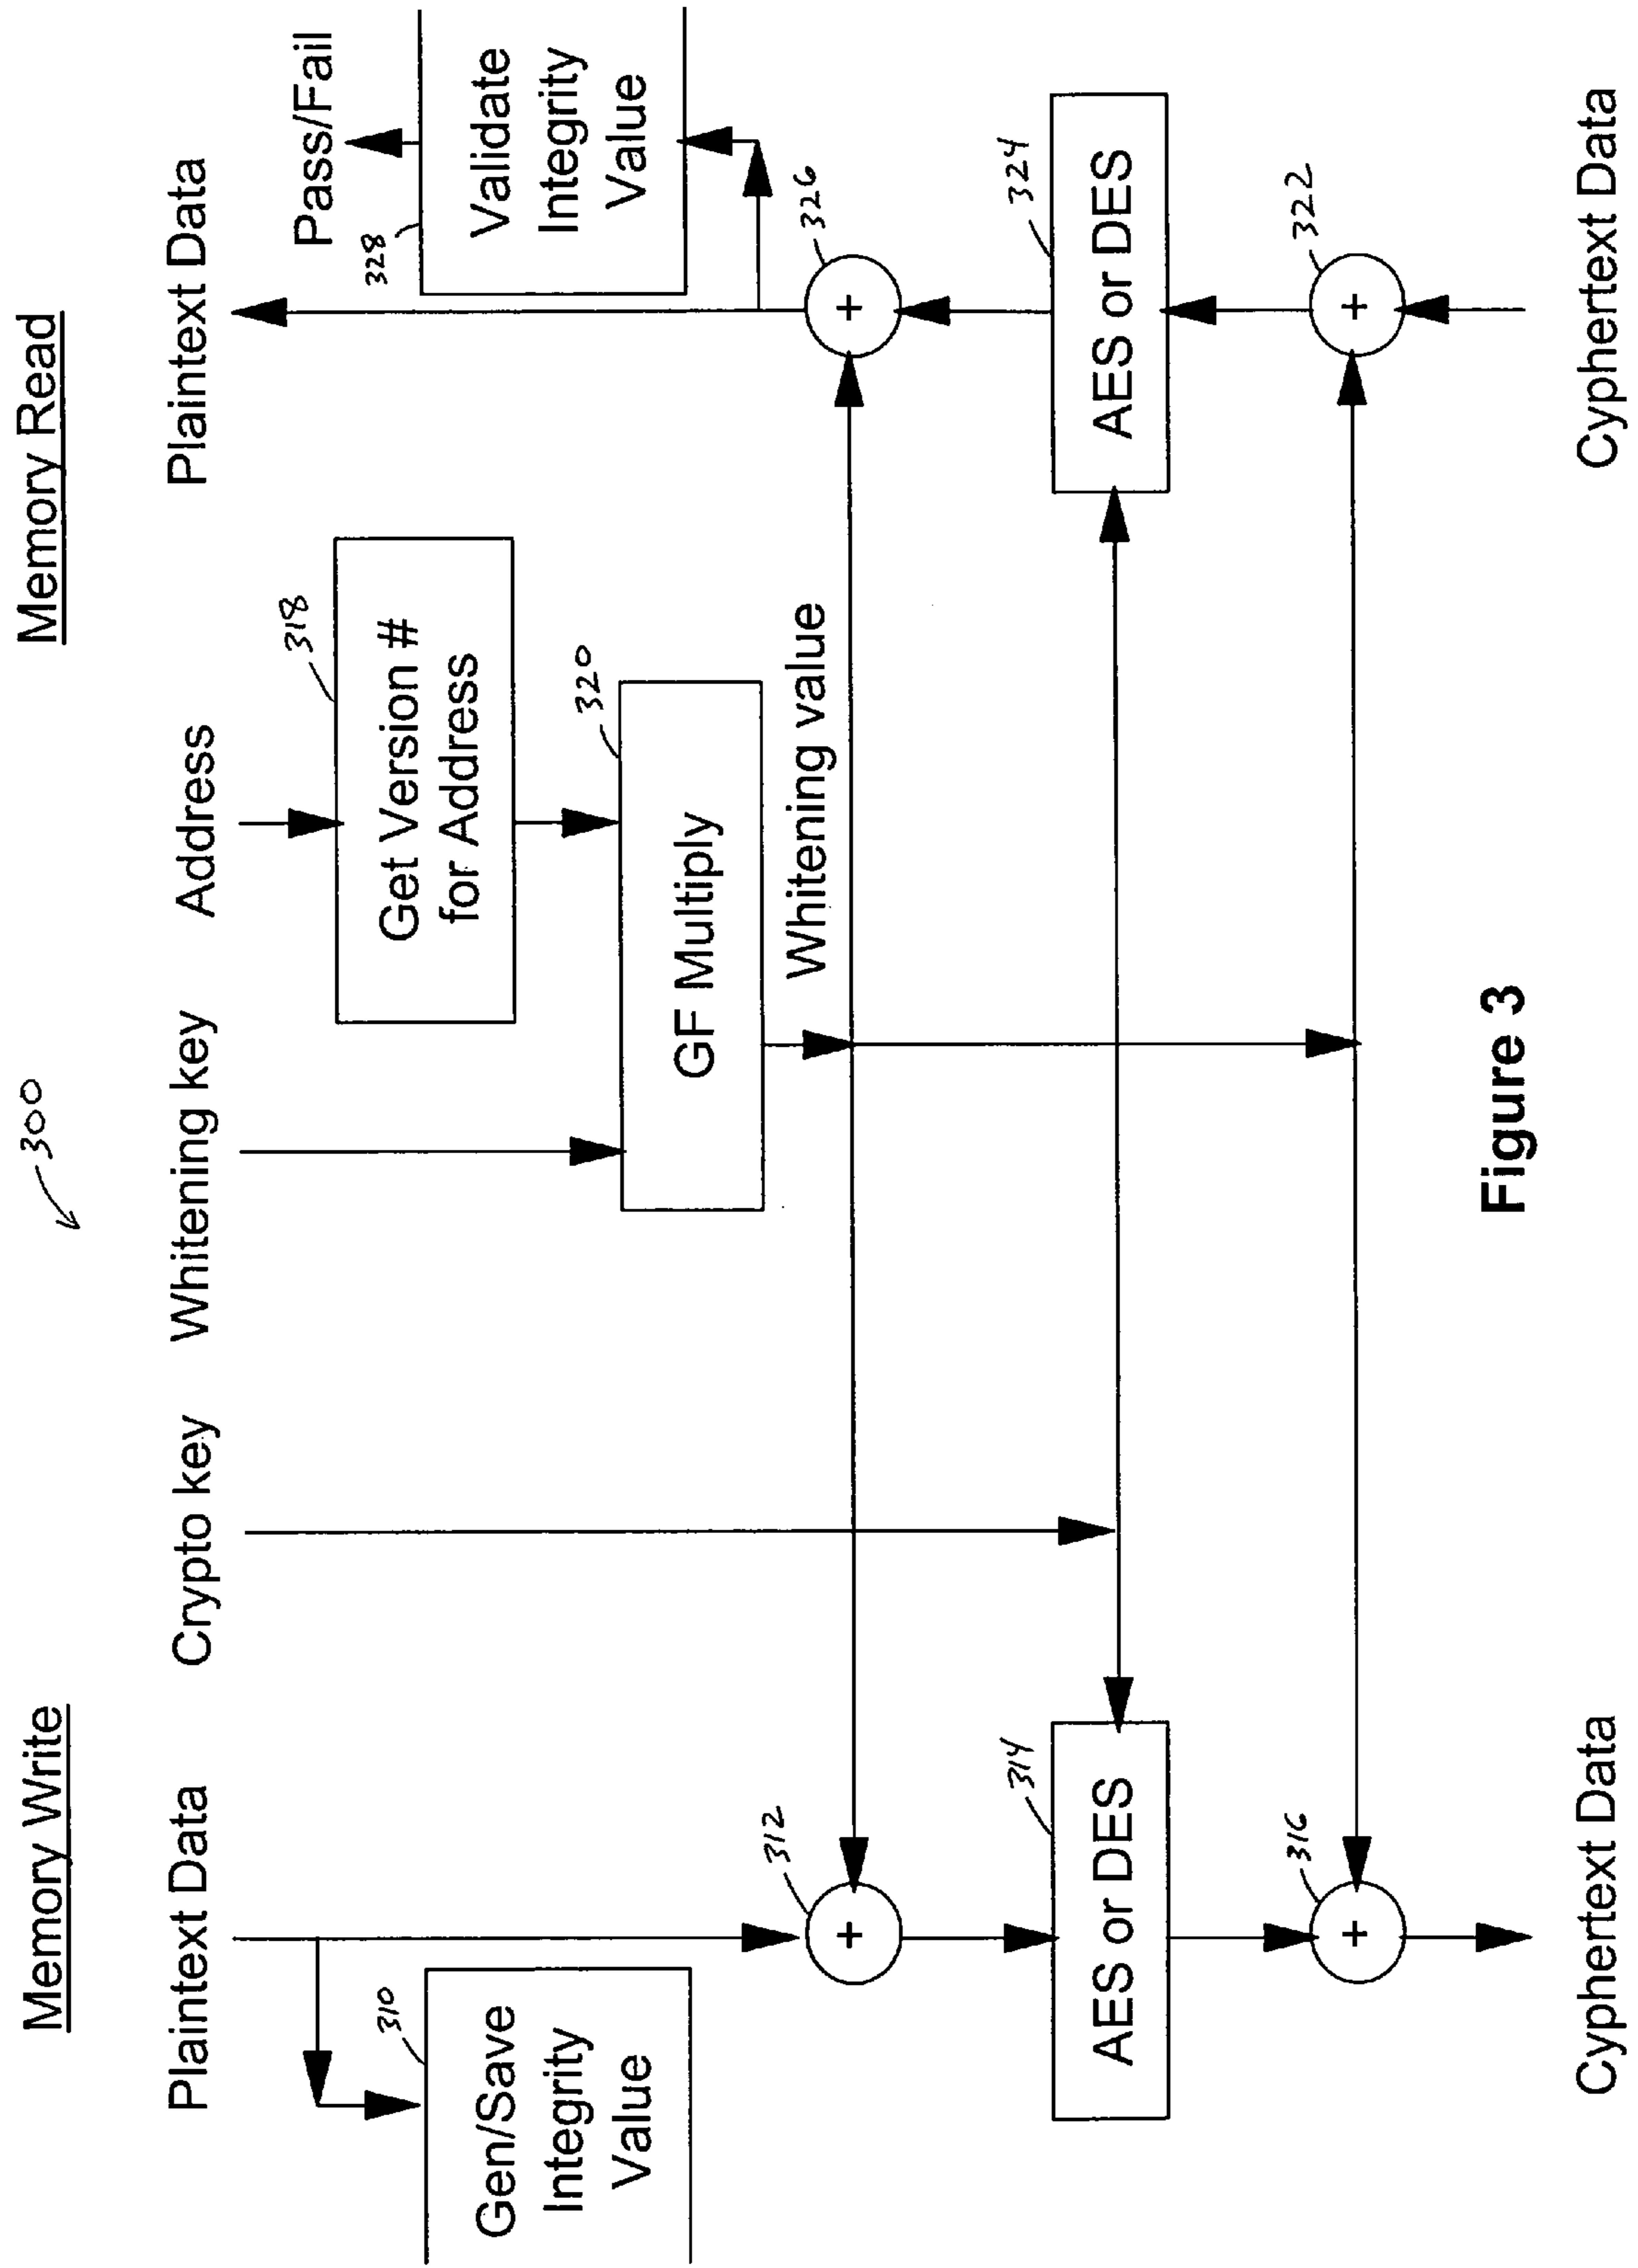 300
Memory Write
Memory Read
Plaintext Data
Crypto key
Whitening key
Address
Plaintext Data
Pass/Fail
318
328
310
Gen/Save
Integrity
Value
Get Version #
for Address
Validate
Integrity
Value
320
GF Multiply
Whitening value
312
326
314
AES or DES
324
AES or DES
316
322
Cyphertext Data
Cyphertext Data
Figure 3